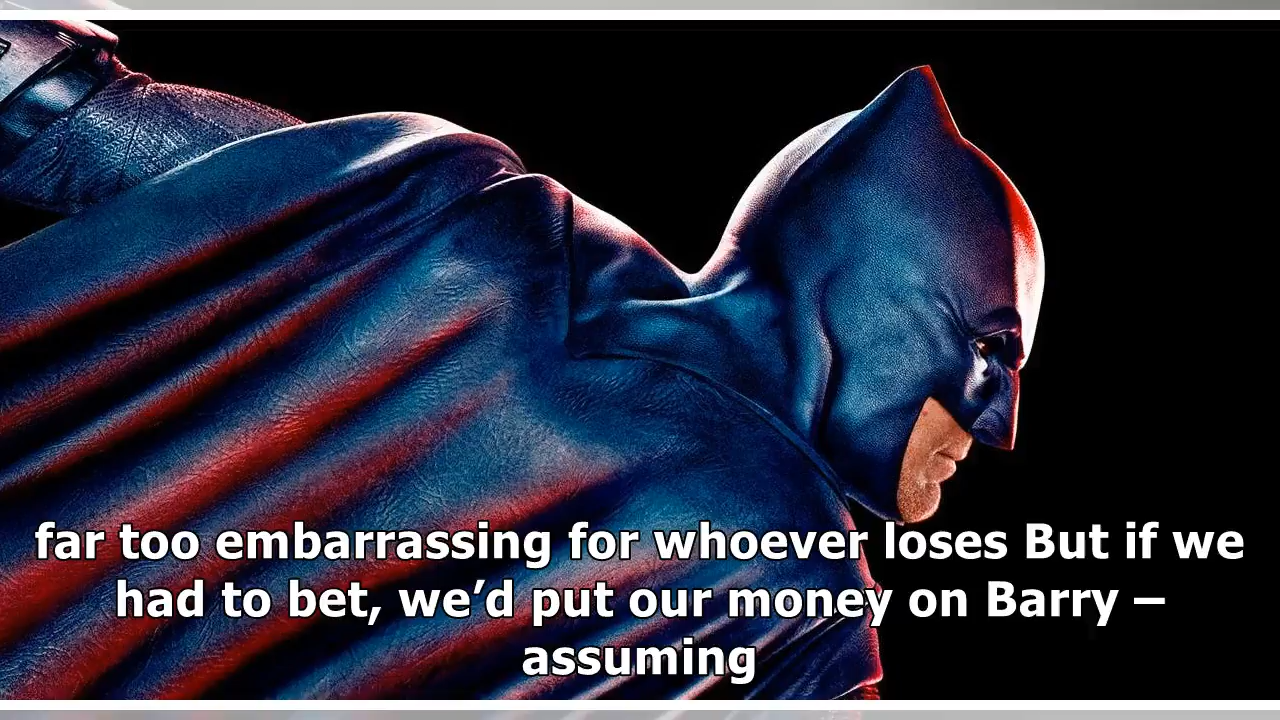 far too embarrassing for whoever loses But if we
had to bet, we’d put our money on Barry –
assuming